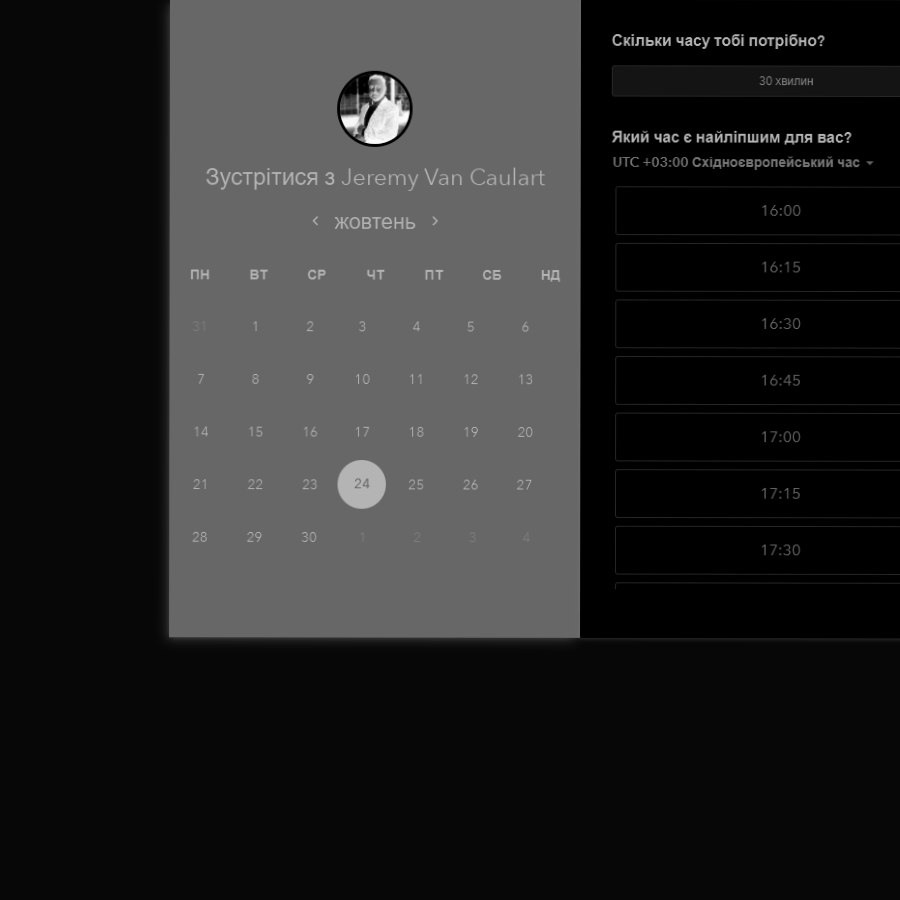 Зустрітися з Jeremy Van Caulart
жовтень
ПН ВТ СР ЧТ ПТ СБ НД
31 1 2 3 4 5 6
7 8 9 10 11 12 13
14 15 16 17 18 19 20
21 22 23 24 25 26 27
28 29 30 1 2 3 4
Скільки часу тобі потрібно?
30 хвилин
Який час є найліпшим для вас?
UTC +03:00 Східноєвропейський час
16:00
16:15
16:30
16:45
17:00
17:15
17:30